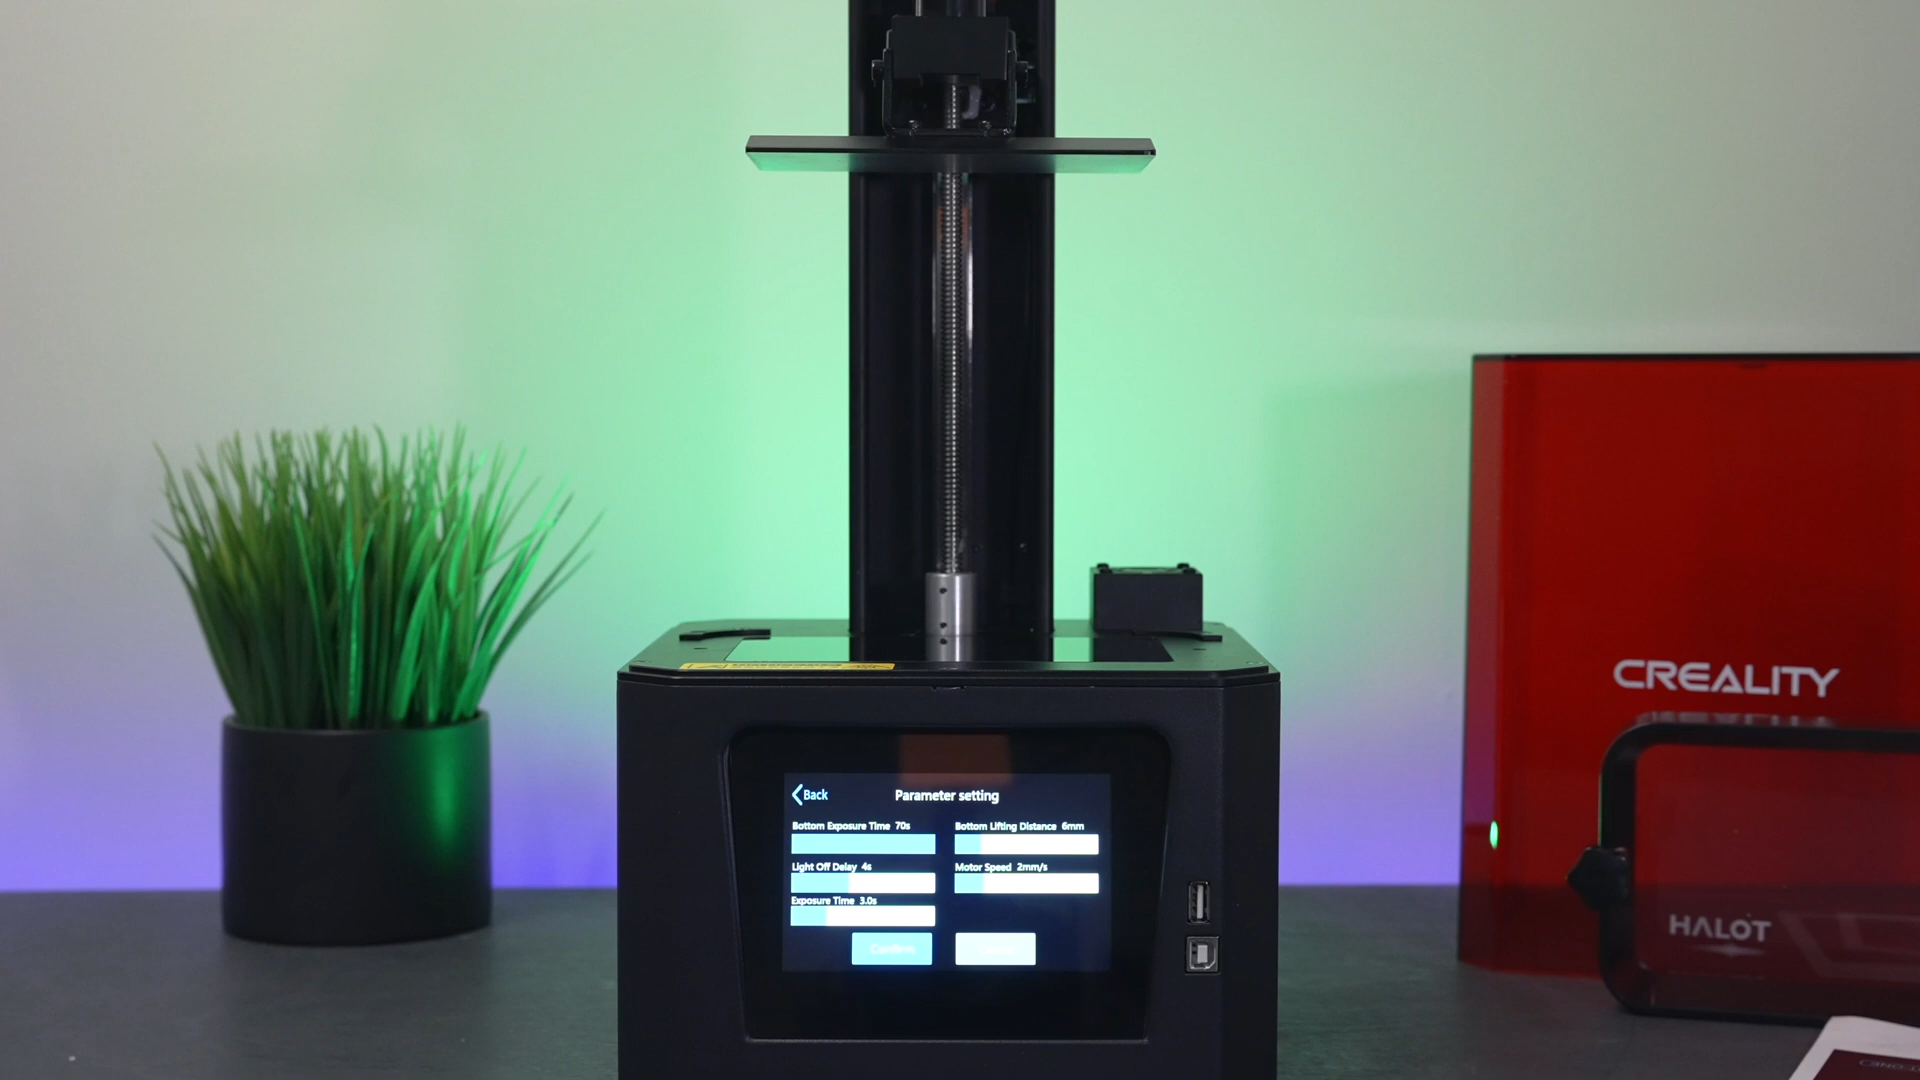 Back
Parameter setting
Bottom Exposure Time 70s
Bottom Lifting Distance 6mm
Light Off Delay 4s
Motor Speed 2mm/s
Exposure Time 3.0s
Confirm
CREALITY
HALOT